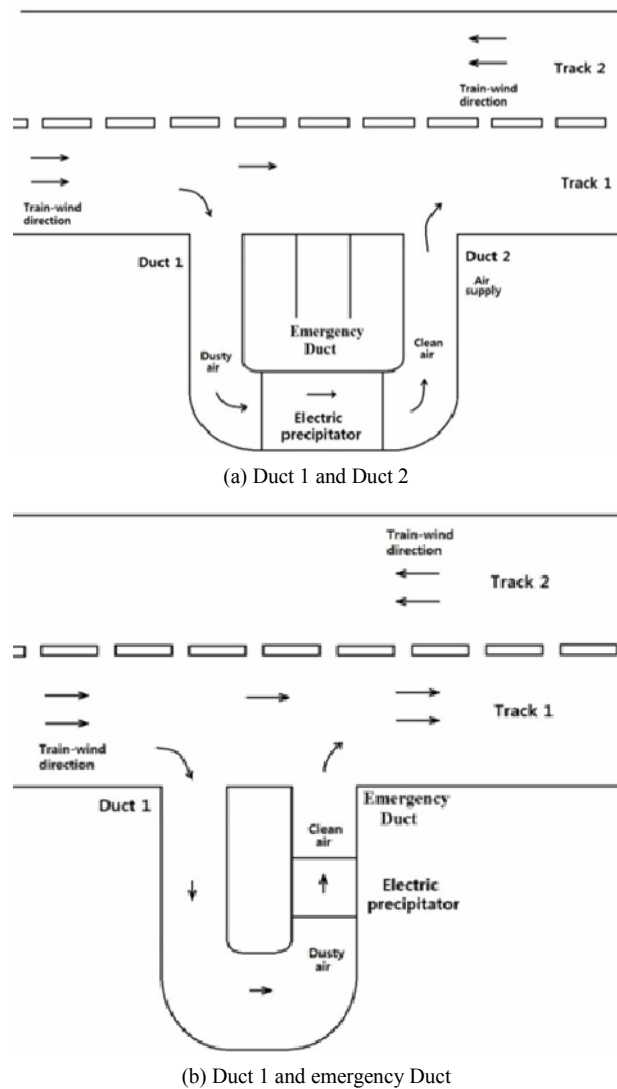 Track 2
Train-wind
direction
Track 1
Train-wind
direction
Duct 1
Duct 2
Air
supply
Emergency
Duct
Dusty
air
Clean
air
Electric
precipitator
(a) Duct 1 and Duct 2
Train-wind
direction
Track 2
Track 1
Train-wind
direction
Duct 1
Emergency
Duct
Clean
air
Electric
precipitator
Dusty
air
(b) Duct 1 and emergency Duct